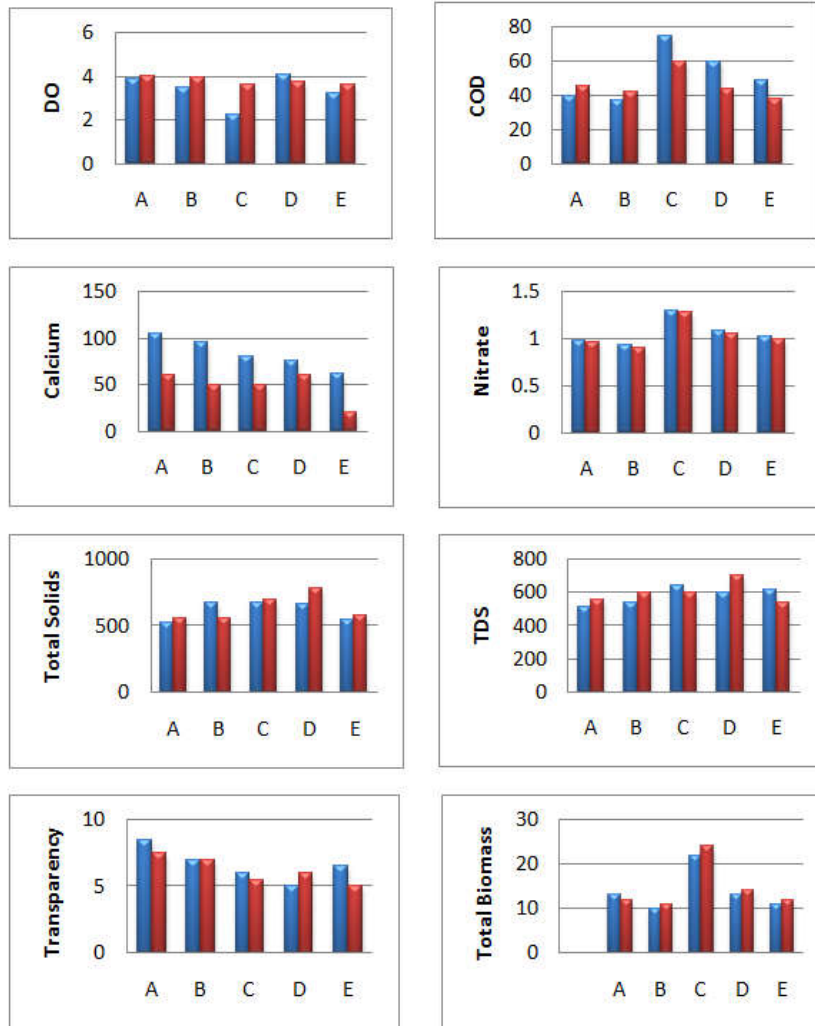 DO
6
4
2
0
A B C D E
COD
80
60
40
20
0
A B C D E
Calcium
150
100
50
0
A B C D E
Nitrate
1.5
1
0.5
0
A B C D E
Total Solids
1000
500
0
A B C D E
TDS
800
600
400
200
0
A B C D E
Transparency
10
5
0
A B C D E
Total Biomass
30
20
10
0
A B C D E